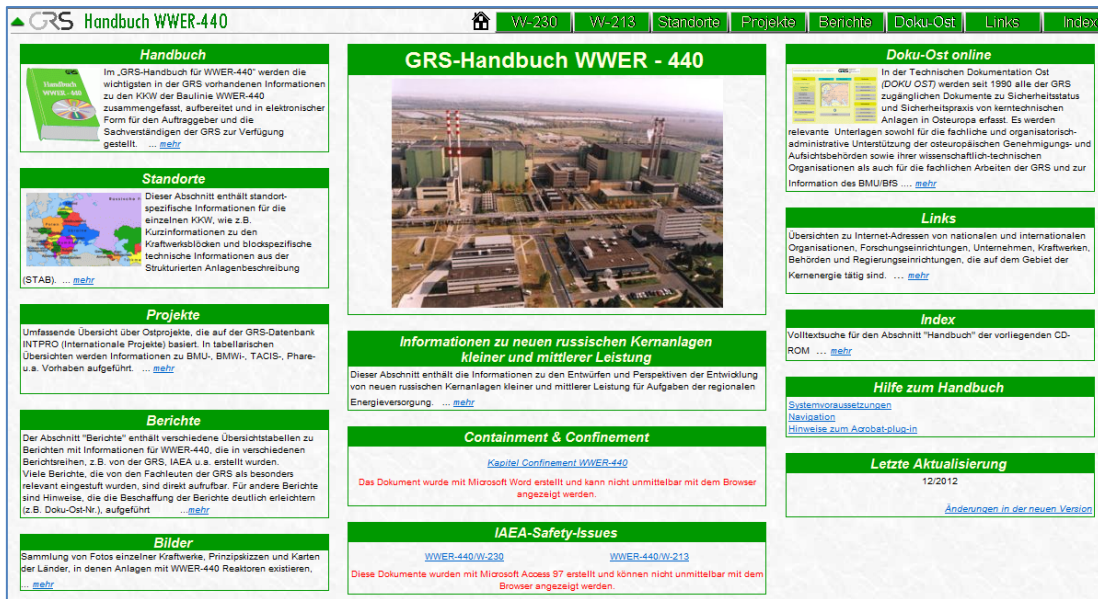 GRS Handbuch WWER-440
W-230 W-213 Standorte Projekte Berichte Doku-Ost Links Index
Handbuch
Im „GRS-Handbuch für WWER-440" werden die
wichtigsten in der GRS vorhandenen Informationen
zu den KKW der Baulinie WWER-440
zusammengefasst, aufbereitet und in elektronischer
Form für den Auftraggeber und die
Sachverständigen der GRS zur Verfügung
gestellt. ... mehr
GRS
Handbuch
WWER - 440
Standorte
Dieser Abschnitt enthält standort-
spezifische Informationen für die
einzelnen KKW, wie z.B.
Kurzinformationen zu den
Kraftwerksblöcken und blockspezifische
technische Informationen aus der
Strukturierten Anlagenbeschreibung
(STAB). ... mehr
Projekte
Umfassende Übersicht über Ostprojekte, die auf der GRS-Datenbank
INTPRO (Internationale Projekte) basiert. In tabellarischen
Übersichten werden Informationen zu BMU-, BMWi-, TACIS-, Phare-
u.a. Vorhaben aufgeführt. ... mehr
Berichte
Der Abschnitt "Berichte" enthält verschiedene Übersichtstabellen zu
Berichten mit Informationen für WWER-440, die in verschiedenen
Berichtsreihen, z.B. von der GRS, IAEA u.a. erstellt wurden.
Viele Berichte, die von den Fachleuten der GRS als besonders
relevant eingestuft wurden, sind direkt aufrufbar. Für andere Berichte
sind Hinweise, die die Beschaffung der Berichte deutlich erleichtern
(z.B. Doku-Ost-Nr.), aufgeführt ...mehr
Bilder
Sammlung von Fotos einzelner Kraftwerke, Prinzipskizzen und Karten
der Länder, in denen Anlagen mit WWER-440 Reaktoren existieren,
... mehr
GRS-Handbuch WWER - 440
Informationen zu neuen russischen Kernanlagen
kleiner und mittlerer Leistung
Dieser Abschnitt enthält die Informationen zu den Entwürfen und Perspektiven der Entwicklung
von neuen russischen Kernanlagen kleiner und mittlerer Leistung für Aufgaben der regionalen
Energieversorgung. ... mehr
Containment & Confinement
Kapitel Confinement WWER-440
Das Dokument wurde mit Microsoft Word erstellt und kann nicht unmittelbar mit dem Browser
angezeigt werden.
IAEA-Safety-Issues
WWER-440/W-230 WWER-440/W-213
Diese Dokumente wurden mit Microsoft Access 97 erstellt und können nicht unmittelbar mit dem
Browser angezeigt werden.
Doku-Ost online
In der Technischen Dokumentation Ost
(DOKU OST) werden seit 1990 alle der GRS
zugänglichen Dokumente zu Sicherheitsstatus
und Sicherheitspraxis von kerntechnischen
Anlagen in Osteuropa erfasst. Es werden
relevante Unterlagen sowohl für die fachliche und organisatorisch-
administrative Unterstützung der osteuropäischen Genehmigungs- und
Aufsichtsbehörden sowie ihrer wissenschaftlich-technischen
Organisationen als auch für die fachlichen Arbeiten der GRS und zur
Information des BMU/BfS .... mehr
Links
Übersichten zu Internet-Adressen von nationalen und internationalen
Organisationen, Forschungseinrichtungen, Unternehmen, Kraftwerken,
Behörden und Regierungseinrichtungen, die auf dem Gebiet der
Kernenergie tätig sind. ... mehr
Index
Volltextsuche für den Abschnitt "Handbuch" der vorliegenden CD-
ROM ... mehr
Hilfe zum Handbuch
Systemvoraussetzungen
Navigation
Hinweise zum Acrobat-plug-in
Letzte Aktualisierung
12/2012
Änderungen in der neuen Version